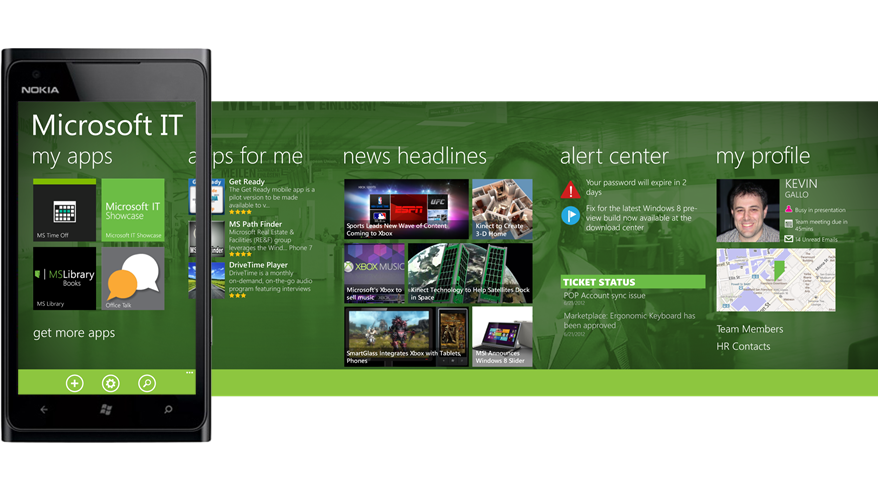 NOKIA
Microsoft IT
my apps
MS Time Off
Microsoft IT
Showcase
Microsoft IT Showcase
MSLibrary
Books
MS Library
Office Talk
get more apps
apps for me
Get Ready
The Get Ready mobile app is a
pilot version to be made
available to v...
MS Path Finder
Microsoft Real Estate &
Facilities (RE&F) group
leverages the Wind... Phone 7
DriveTime Player
DriveTime is a monthly
on-demand, on-the-go audio
program featuring interviews
news headlines
ESPN
UFC
Sports Leads New Wave of Content
Coming to Xbox
Kinect to Create
3-D Home
XBOX MUSIC
Microsoft's Xbox to
sell music
Kinect Technology to Help Satellites Dock
in Space
SmartGlass Integrates Xbox with Tablets,
Phones
MSI Announces
Windows 8 Slider
alert center
Your password will expire in 2
days
Fix for the latest Windows 8 pre-
view build now available at the
download center
TICKET STATUS
POP Account sync issue
Marketplace: Ergonomic Keyboard has
been approved
6/21/2012
my profile
KEVIN
GALLO
Busy in presentation
Team meeting due in
45mins
14 Unread Emails
Team Members
HR Contacts